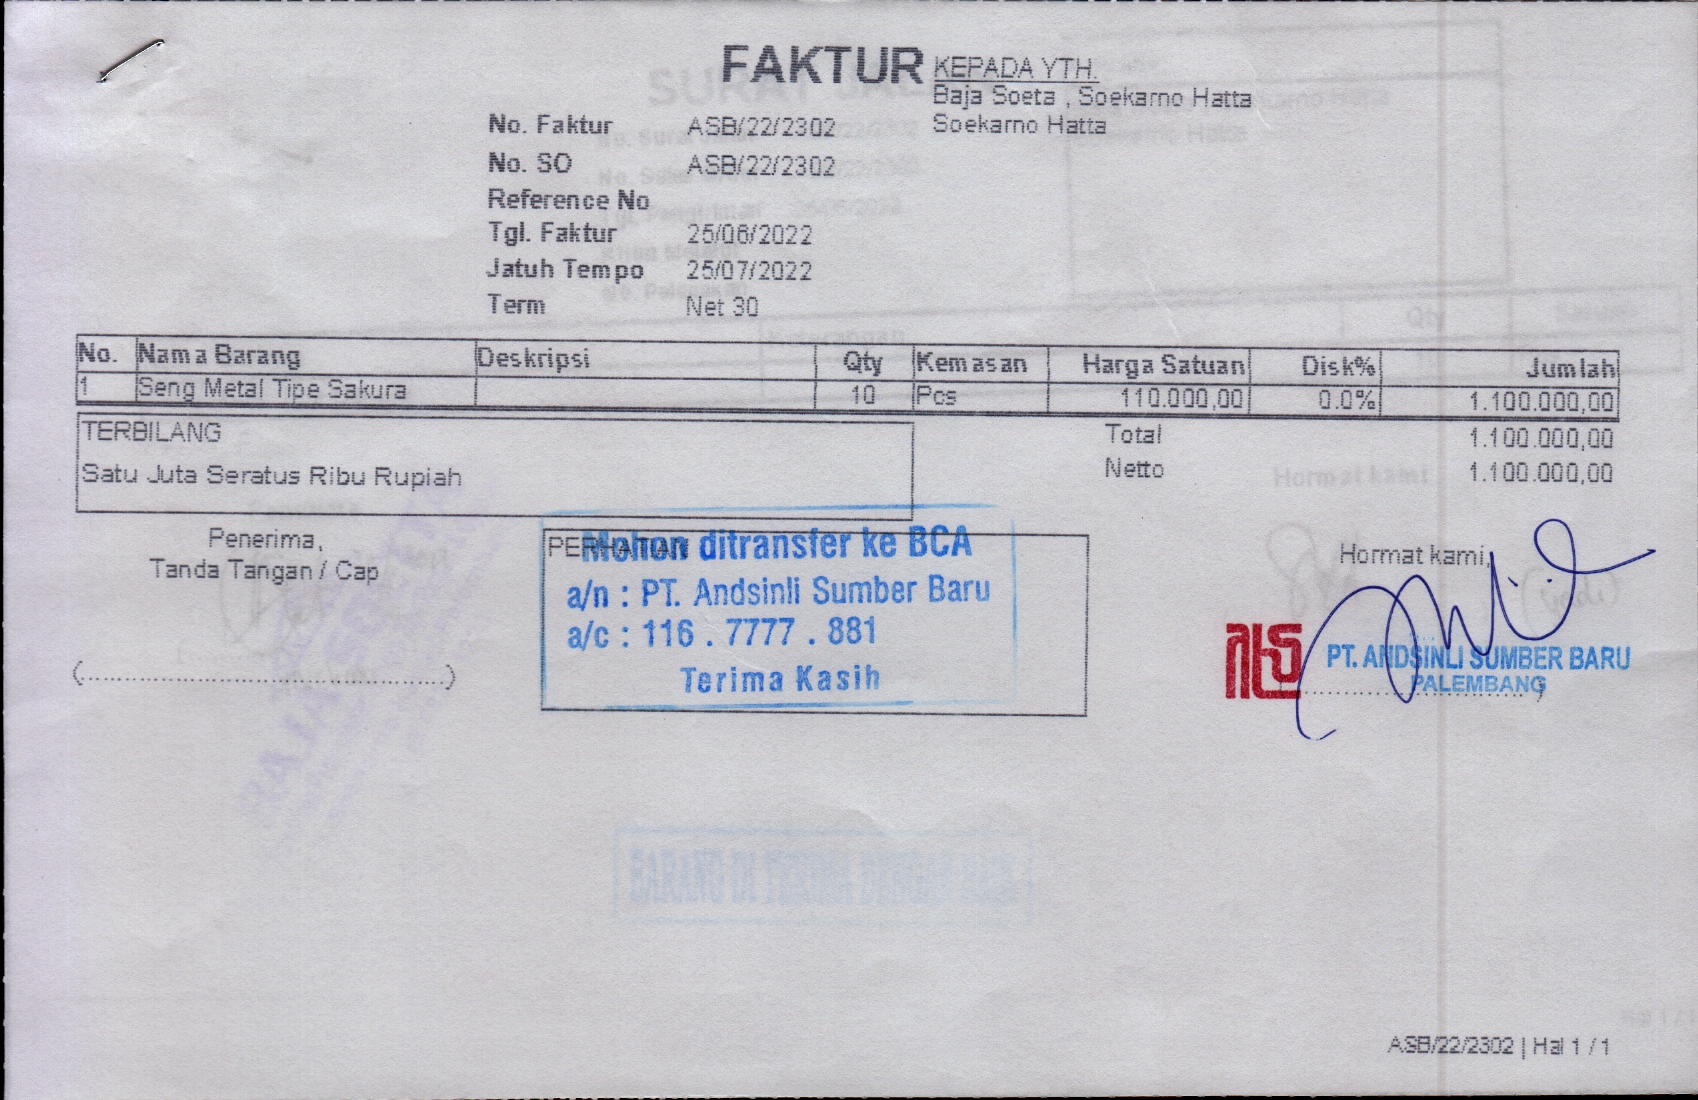 FAKTUR
KEPADA YTH.
Baja Soeta , Soekarno Hatta
Soekarno Hatta
No. Faktur ASB/22/2302
No. SO ASB/22/2302
Reference No
Tgl. Faktur 25/06/2022
Jatuh Tempo 25/07/2022
Term Net 30
No. Nama Barang Deskripsi Qty Kemasan Harga Satuan Disk% Jumlah
1 Seng Metal Tipe Sakura 10 Pcs 110.000,00 0.0% 1.100.000,00
TERBILANG
Satu Juta Seratus Ribu Rupiah
Total 1.100.000,00
Netto 1.100.000,00
Penerima,
Tanda Tangan / Cap
(..........................................)
PERHATIAN
Mohon ditransfer ke BCA
a/n : PT. Andsinli Sumber Baru
a/c : 116 . 7777 . 881
Terima Kasih
Hormat kami,
PT. ANDSINLI SUMBER BARU
PALEMBANG
ASB/22/2302 | Hal 1 / 1